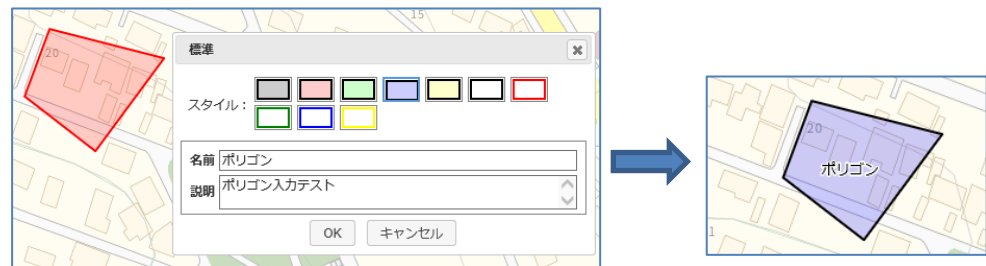 15
20
標準
スタイル：
名前 ポリゴン
説明 ポリゴン入力テスト
OK キャンセル
20
ポリゴン
1